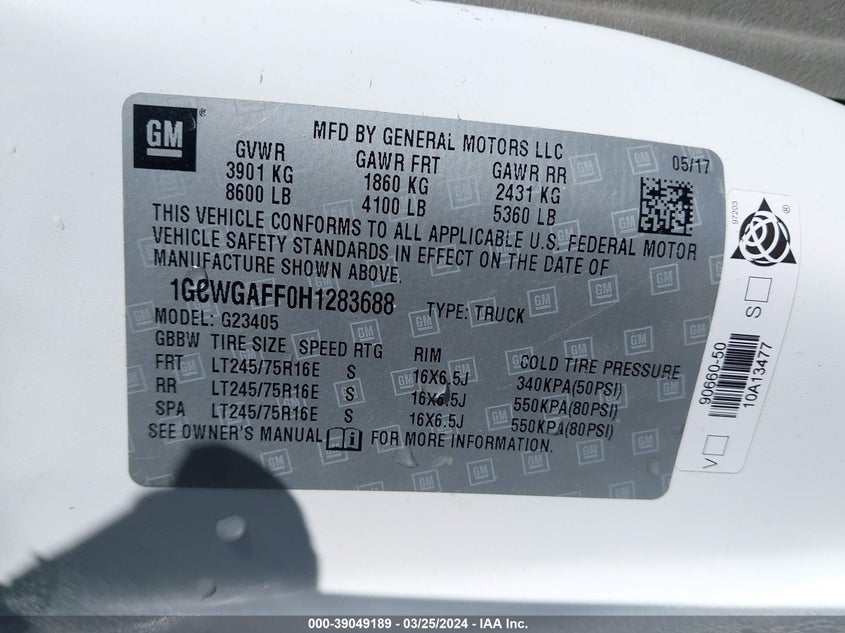 GM ®
MFD BY GENERAL MOTORS LLC
05/17
GVWR GAWR FRT GAWR RR
3901 KG 1860 KG 2431 KG
8600 LB 4100 LB 5360 LB
THIS VEHICLE CONFORMS TO ALL APPLICABLE U.S. FEDERAL MOTOR
VEHICLE SAFETY STANDARDS IN EFFECT ON THE DATE OF
MANUFACTURE SHOWN ABOVE.
1GCWGAFF0H1283688 TYPE: TRUCK
MODEL: G23405
GBBW TIRE SIZE SPEED RTG RIM COLD TIRE PRESSURE
FRT LT245/75R16E S 16X6.5J 340KPA(50PSI)
RR LT245/75R16E S 16X6.5J 550KPA(80PSI)
SPA LT245/75R16E S 16X6.5J 550KPA(80PSI)
SEE OWNER'S MANUAL FOR MORE INFORMATION.
97203
®
S
V
90660-50
10A13477
000-39049189 - 03/25/2024 - IAA Inc.